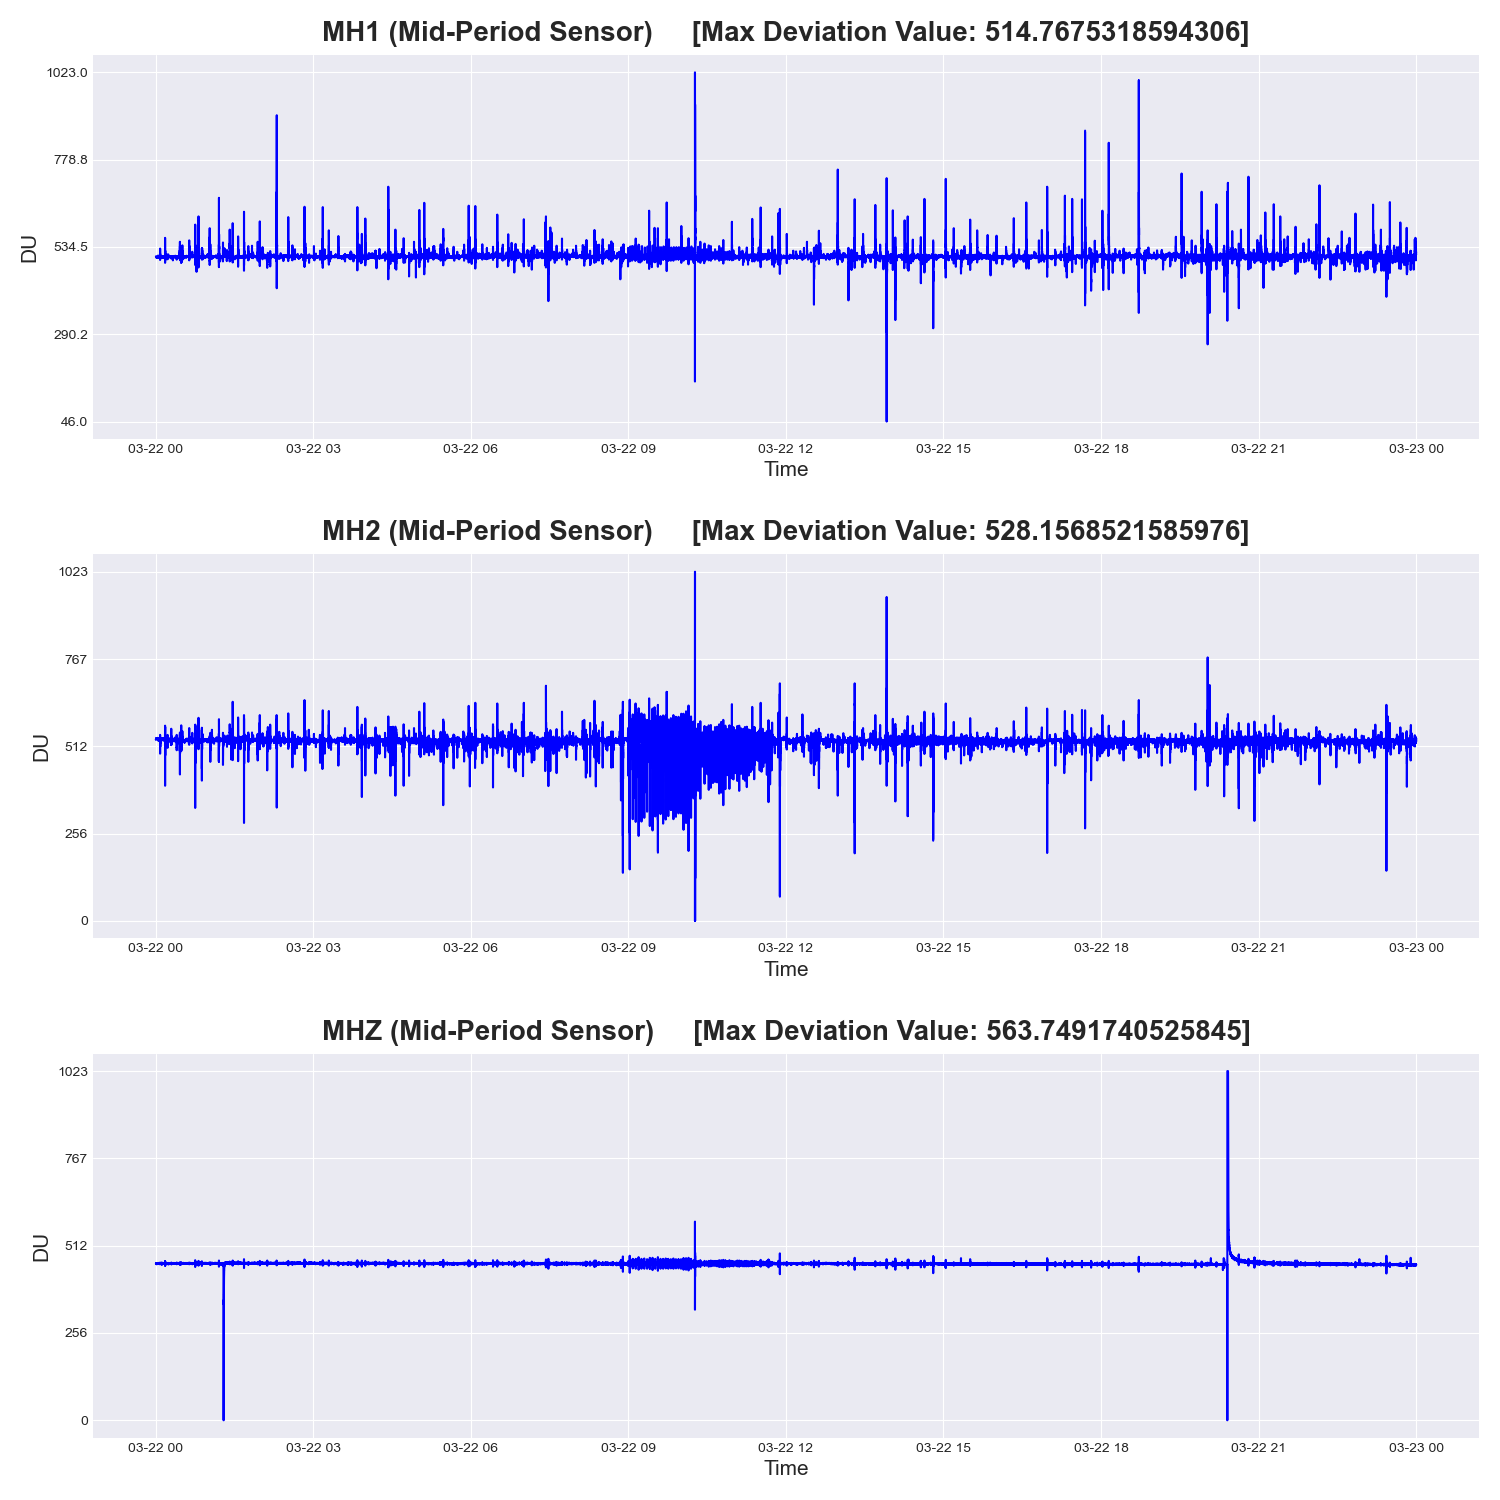 MH1 (Mid-Period Sensor) [Max Deviation Value: 514.7675318594306]
DU
1023.0
778.8
534.5
290.2
46.0
03-22 00 03-22 03 03-22 06 03-22 09 03-22 12 03-22 15 03-22 18 03-22 21 03-23 00
Time
MH2 (Mid-Period Sensor) [Max Deviation Value: 528.1568521585976]
DU
1023
767
512
256
0
03-22 00 03-22 03 03-22 06 03-22 09 03-22 12 03-22 15 03-22 18 03-22 21 03-23 00
Time
MHZ (Mid-Period Sensor) [Max Deviation Value: 563.7491740525845]
DU
1023
767
512
256
0
03-22 00 03-22 03 03-22 06 03-22 09 03-22 12 03-22 15 03-22 18 03-22 21 03-23 00
Time